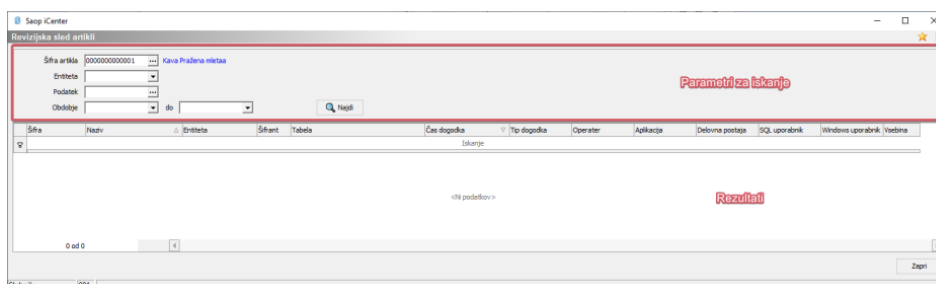 Saop iCenter
Revizijska sled artikli
Šifra artikla 0000000000001 ... Kava Pražena mletaa
Entiteta
Podatek ...
Obdobje do Najdi
Parametri za iskanje
Šifra Naziv Entiteta Šifrant Tabela Čas dogodka Tip dogodka Operater Aplikacija Delovna postaja SQL uporabnik Windows uporabnik Vsebina
Iskanje
<Ni podatkov>
Rezultati
0 od 0
Zapri
001